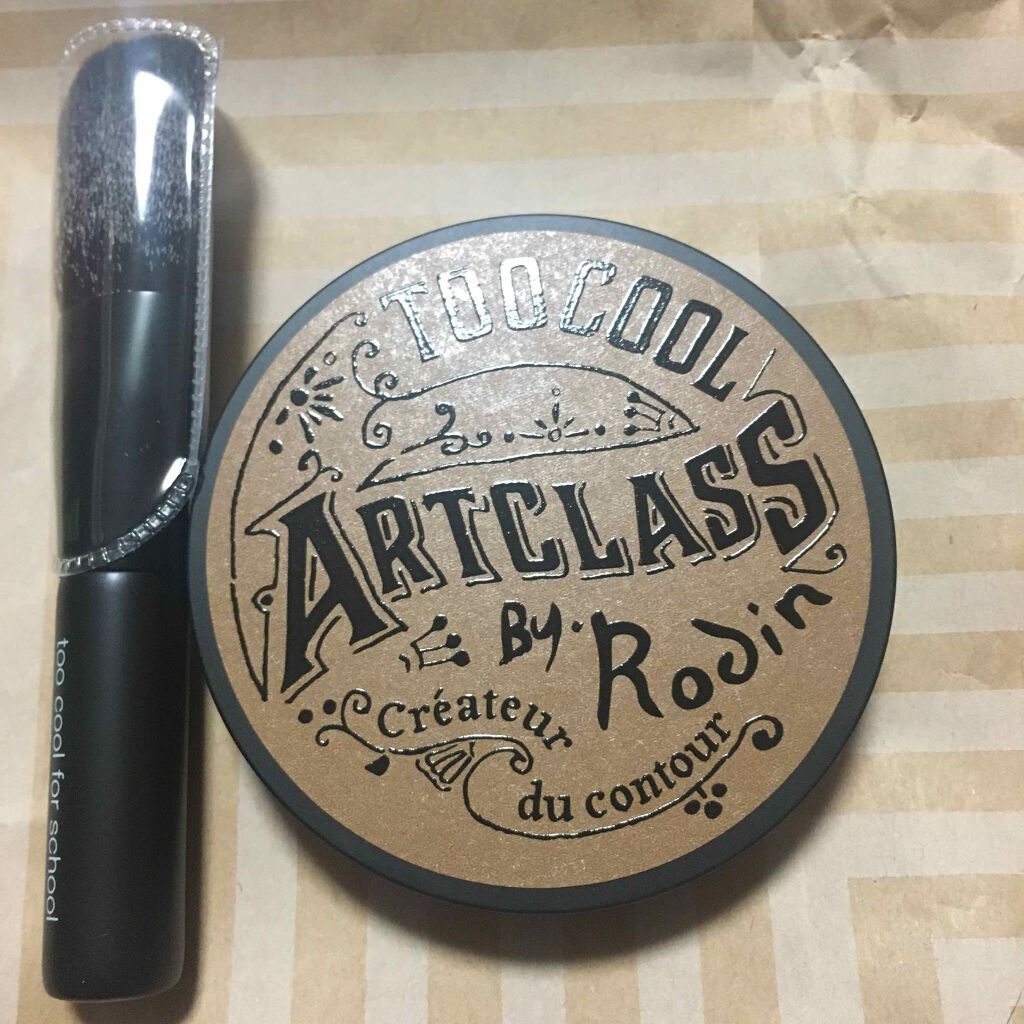 too cool for school
TOO COOL
ARTCLASS
BY. Rodin
Créateur
du contour